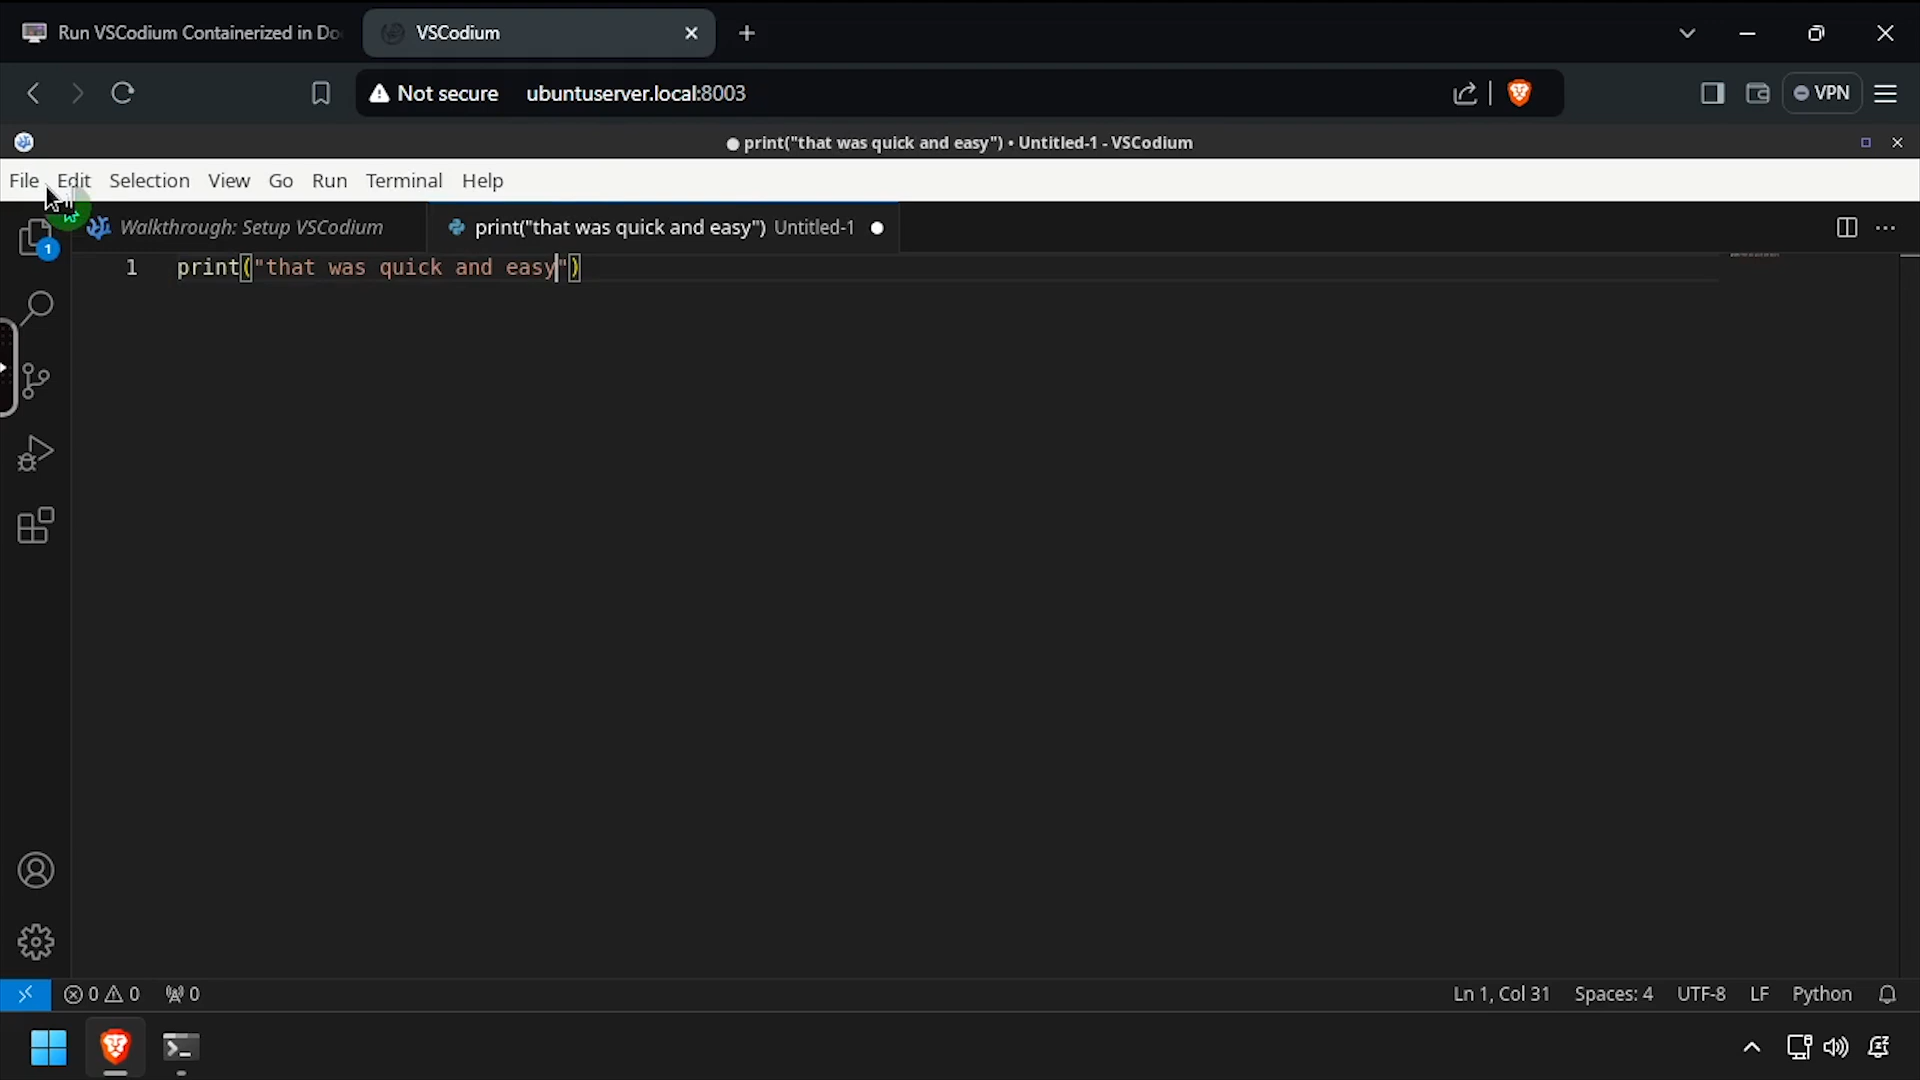 Run VSCodium Containerized in Do
VSCodium
Not secure ubuntuserver.local:8003
VPN
print("that was quick and easy") • Untitled-1 - VSCodium
File Edit Selection View Go Run Terminal Help
1
Walkthrough: Setup VSCodium
print("that was quick and easy") Untitled-1
1 print("that was quick and easy")
0 0 0
Ln 1, Col 31 Spaces: 4 UTF-8 LF Python